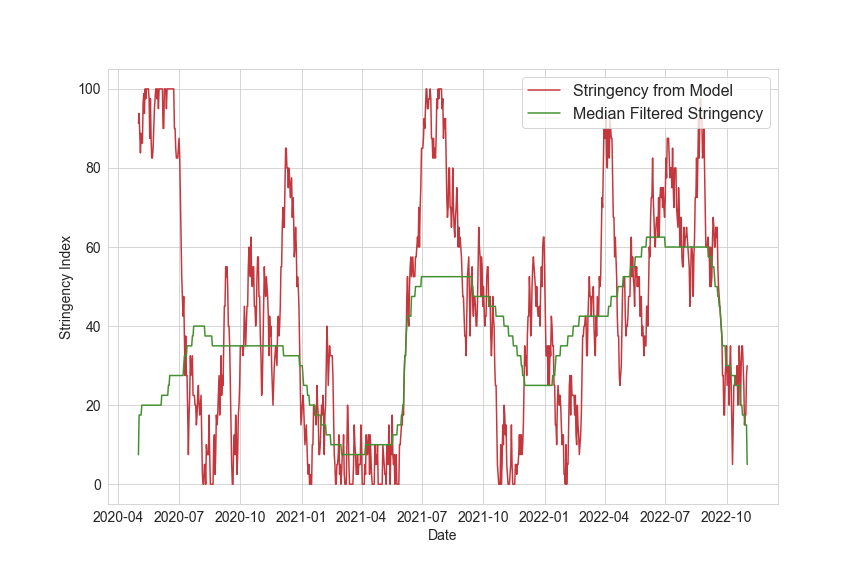 Stringency from Model
Median Filtered Stringency
Stringency Index
100
80
60
40
20
0
2020-04 2020-07 2020-10 2021-01 2021-04 2021-07 2021-10 2022-01 2022-04 2022-07 2022-10
Date